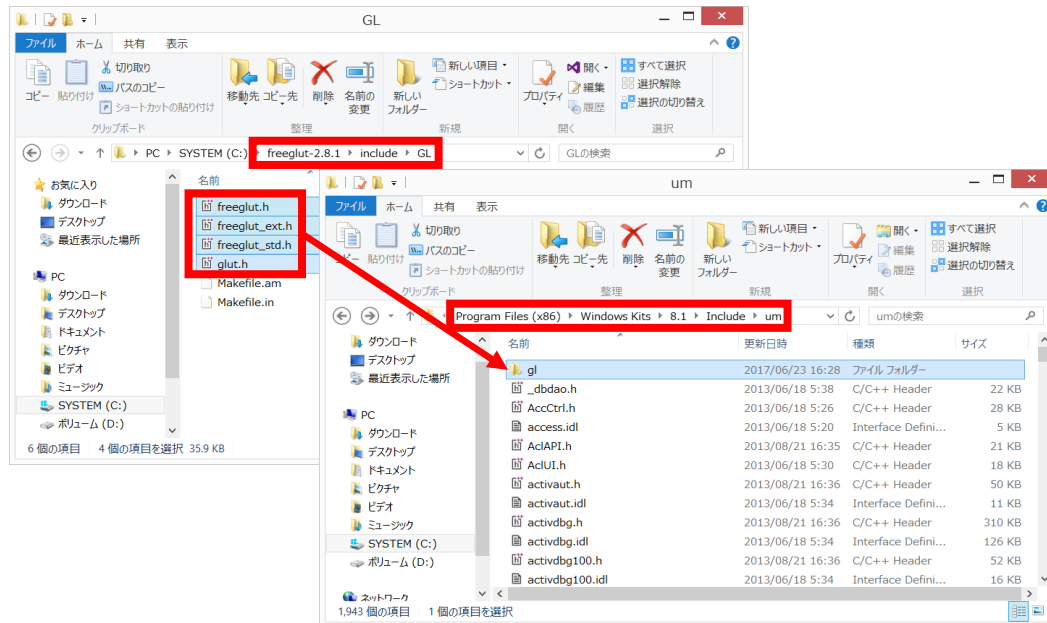 GL
ファイル ホーム 共有 表示
コピー 貼り付け 切り取り パスのコピー ショートカットの貼り付け 移動先 コピー先 削除 名前の変更 新しいフォルダー 新しい項目 ショートカット プロパティ 開く 編集 履歴 すべて選択 選択解除 選択の切り替え
クリップボード 整理 新規 開く 選択
PC SYSTEM (C:) freeglut-2.8.1 include GL GLの検索
お気に入り
ダウンロード
デスクトップ
最近表示した場所
PC
ダウンロード
デスクトップ
ドキュメント
ピクチャ
ビデオ
ミュージック
SYSTEM (C:)
ボリューム (D:)
名前
freeglut.h
freeglut_ext.h
freeglut_std.h
glut.h
Makefile.am
Makefile.in
6 個の項目 4 個の項目を選択 35.9 KB
um
ファイル ホーム 共有 表示
コピー 貼り付け 切り取り パスのコピー ショートカットの貼り付け 移動先 コピー先 削除 名前の変更 新しいフォルダー 新しい項目 ショートカット プロパティ 開く 編集 履歴 すべて選択 選択解除 選択の切り替え
クリップボード 整理 新規 開く 選択
Program Files (x86) Windows Kits 8.1 Include um umの検索
ダウンロード
デスクトップ
最近表示した場所
PC
ダウンロード
デスクトップ
ドキュメント
ピクチャ
ビデオ
ミュージック
SYSTEM (C:)
ボリューム (D:)
ネットワーク
名前 更新日時 種類 サイズ
gl 2017/06/23 16:28 ファイル フォルダー
_dbdao.h 2013/06/18 5:38 C/C++ Header 22 KB
AccCtrl.h 2013/06/18 5:26 C/C++ Header 28 KB
access.idl 2013/06/18 5:20 Interface Defini... 5 KB
AclAPI.h 2013/08/21 16:35 C/C++ Header 21 KB
AclUI.h 2013/06/18 5:30 C/C++ Header 18 KB
activaut.h 2013/08/21 16:36 C/C++ Header 50 KB
activaut.idl 2013/06/18 5:34 Interface Defini... 11 KB
activdbg.h 2013/08/21 16:36 C/C++ Header 310 KB
activdbg.idl 2013/06/18 5:34 Interface Defini... 126 KB
activdbg100.h 2013/08/21 16:36 C/C++ Header 52 KB
activdbg100.idl 2013/06/18 5:34 Interface Defini... 16 KB
1,943 個の項目 1 個の項目を選択